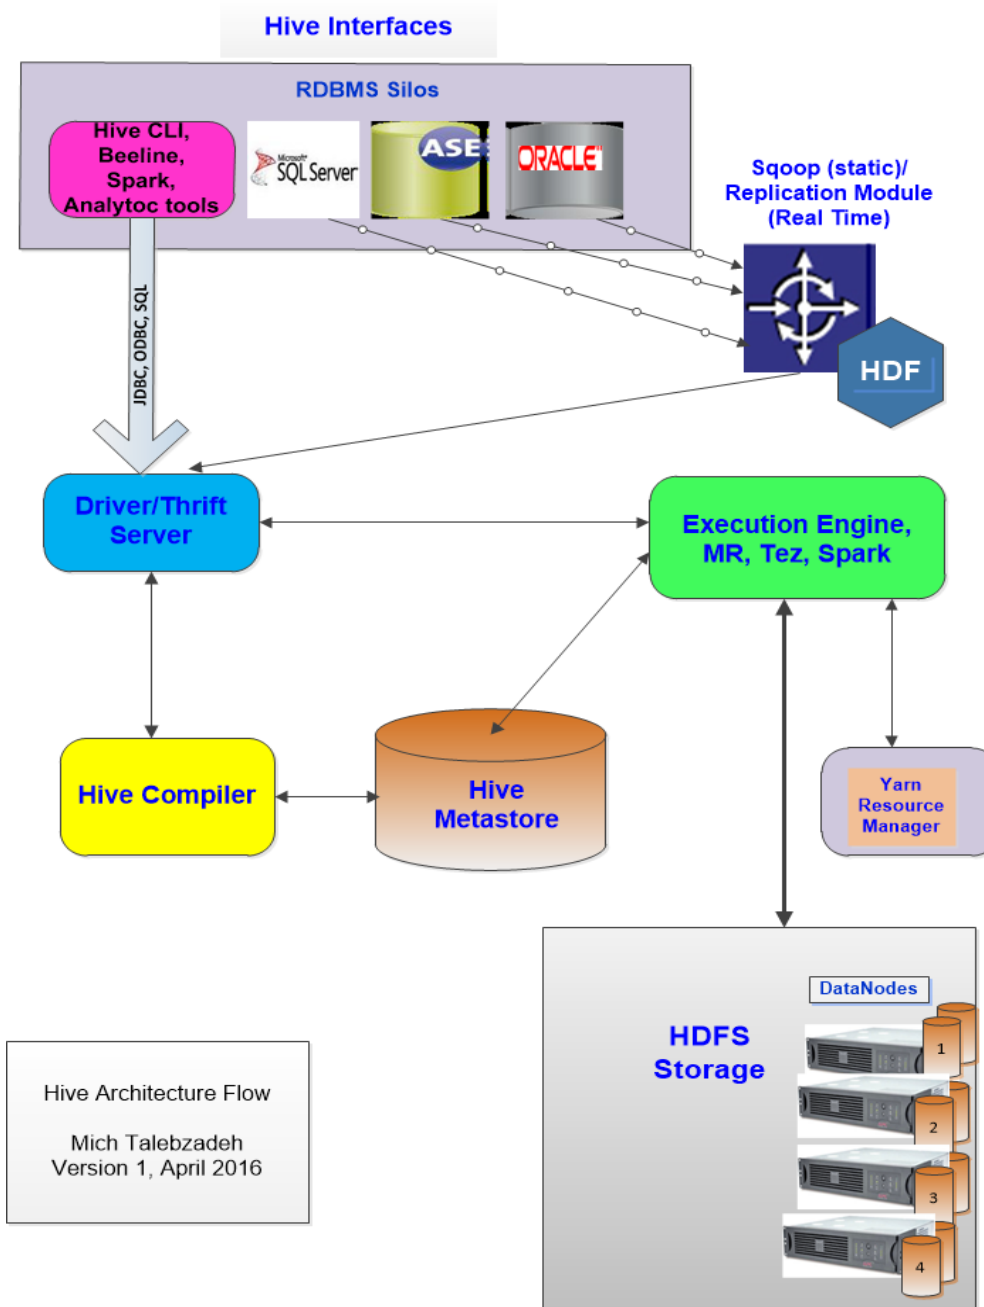 Hive Interfaces
RDBMS Silos
Hive CLI,
Beeline,
Spark,
Analytoc tools
Microsoft
SQL Server
ASE
ORACLE
Sqoop (static)/
Replication Module
(Real Time)
HDF
JDBC, ODBC, SQL
Driver/Thrift
Server
Execution Engine,
MR, Tez, Spark
Hive Compiler
Hive
Metastore
Yarn
Resource
Manager
DataNodes
HDFS
Storage
1
2
3
4
Hive Architecture Flow
Mich Talebzadeh
Version 1, April 2016